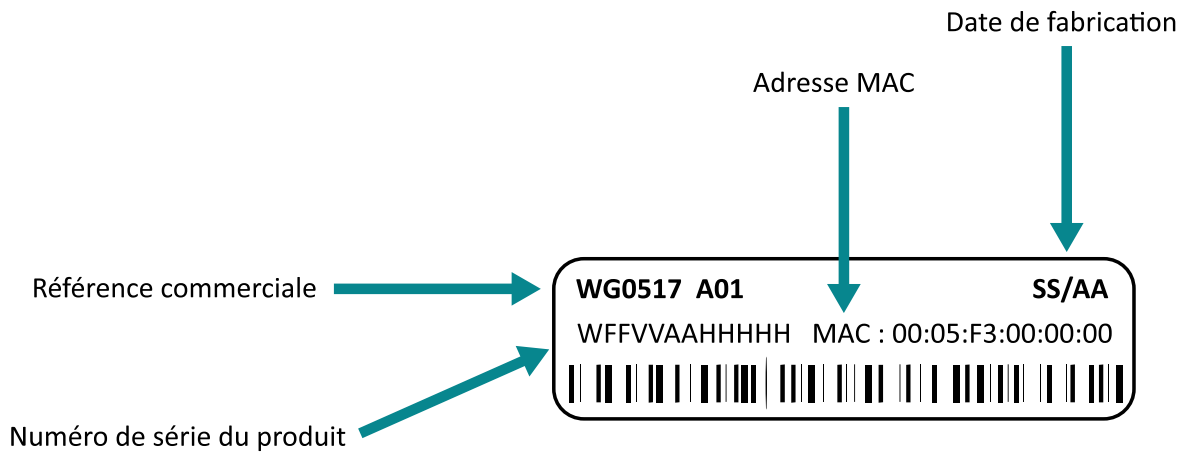 Date de fabrication
Adresse MAC
Référence commerciale
WG0517 A01 SS/AA
WFFVVAAHHHHH MAC : 00:05:F3:00:00:00
Numéro de série du produit